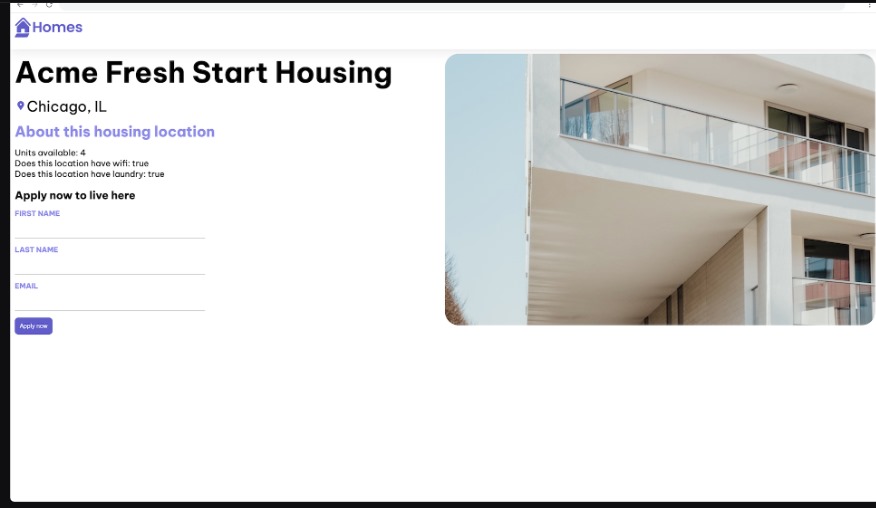 Homes
Acme Fresh Start Housing
Chicago, IL
About this housing location
Units available: 4
Does this location have wifi: true
Does this location have laundry: true
Apply now to live here
FIRST NAME
LAST NAME
EMAIL
Apply now